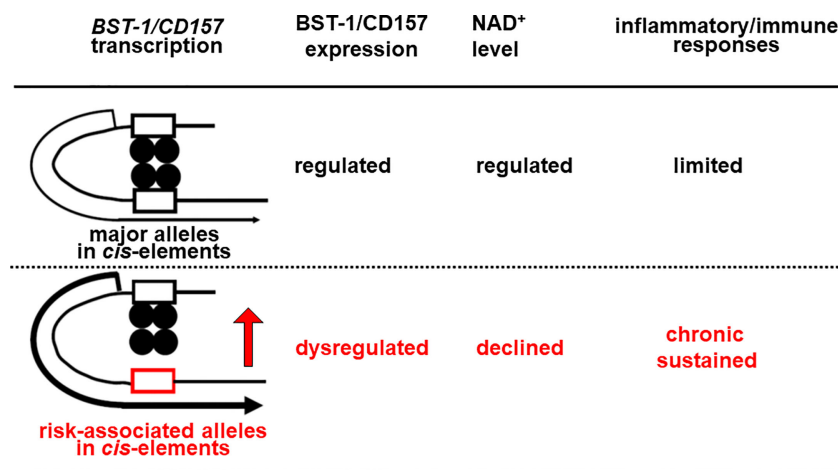 BST-1/CD157 transcription
BST-1/CD157 expression
NAD⁺ level
inflammatory/immune responses
regulated
regulated
limited
major alleles
in cis-elements
dysregulated
declined
chronic
sustained
risk-associated alleles
in cis-elements